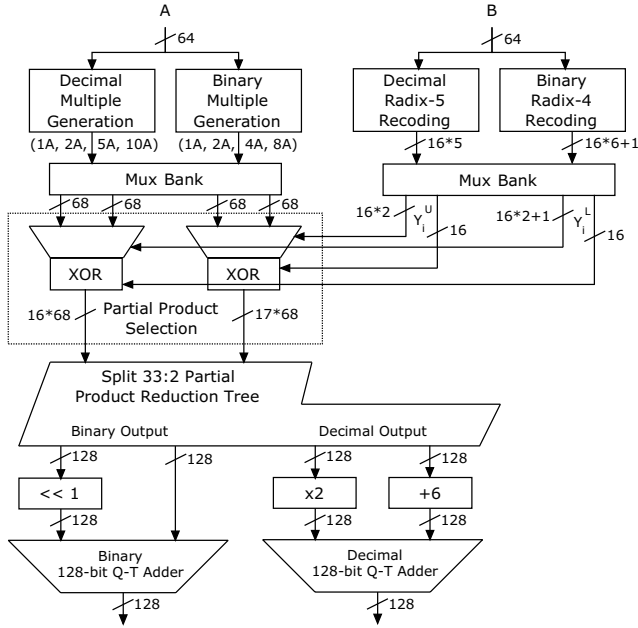 A
B
64
64
Decimal
Multiple
Generation
Binary
Multiple
Generation
Decimal
Radix-5
Recoding
Binary
Radix-4
Recoding
(1A, 2A, 5A, 10A)
(1A, 2A, 4A, 8A)
16*5
16*6+1
Mux Bank
Mux Bank
68
68
68
68
16*2
Y_i^U
16
16*2+1
Y_i^L
16
XOR
XOR
16*68
Partial Product
Selection
17*68
Split 33:2 Partial
Product Reduction Tree
Binary Output
Decimal Output
128
128
128
128
<< 1
x2
+6
128
128
128
Binary
128-bit Q-T Adder
Decimal
128-bit Q-T Adder
128
128